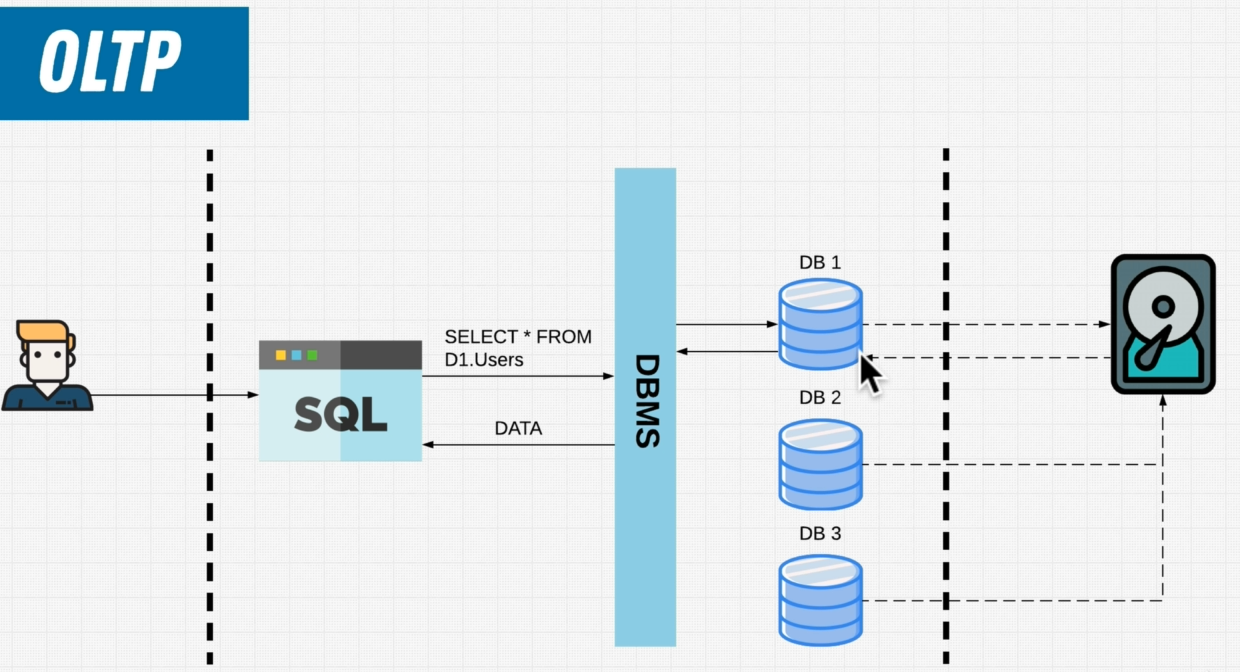 OLTP
DB 1
SELECT * FROM
D1.Users
DBMS
SQL
DATA
DB 2
DB 3